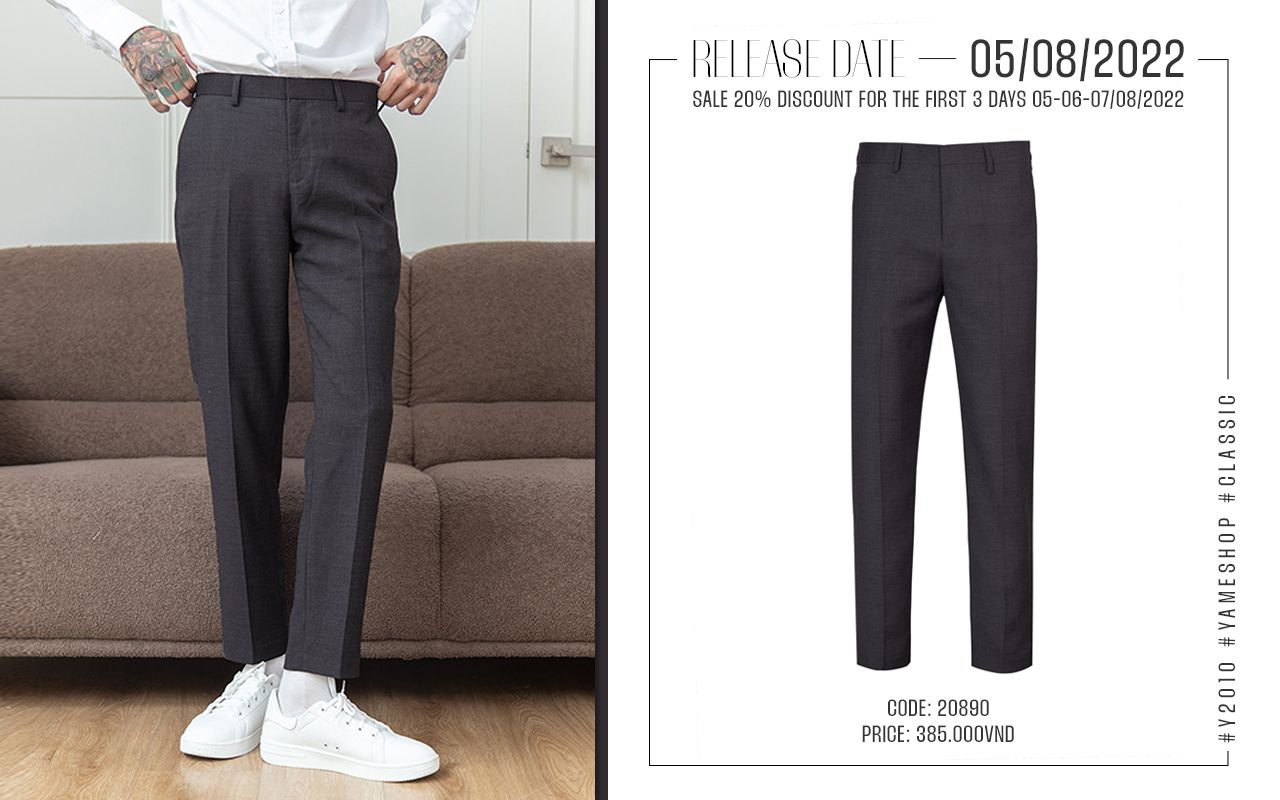 RELEASE DATE — 05/08/2022
SALE 20% DISCOUNT FOR THE FIRST 3 DAYS 05-06-07/08/2022
CODE: 20890
PRICE: 385.000VND
#Y2010 #YAMESHOP #CLASSIC